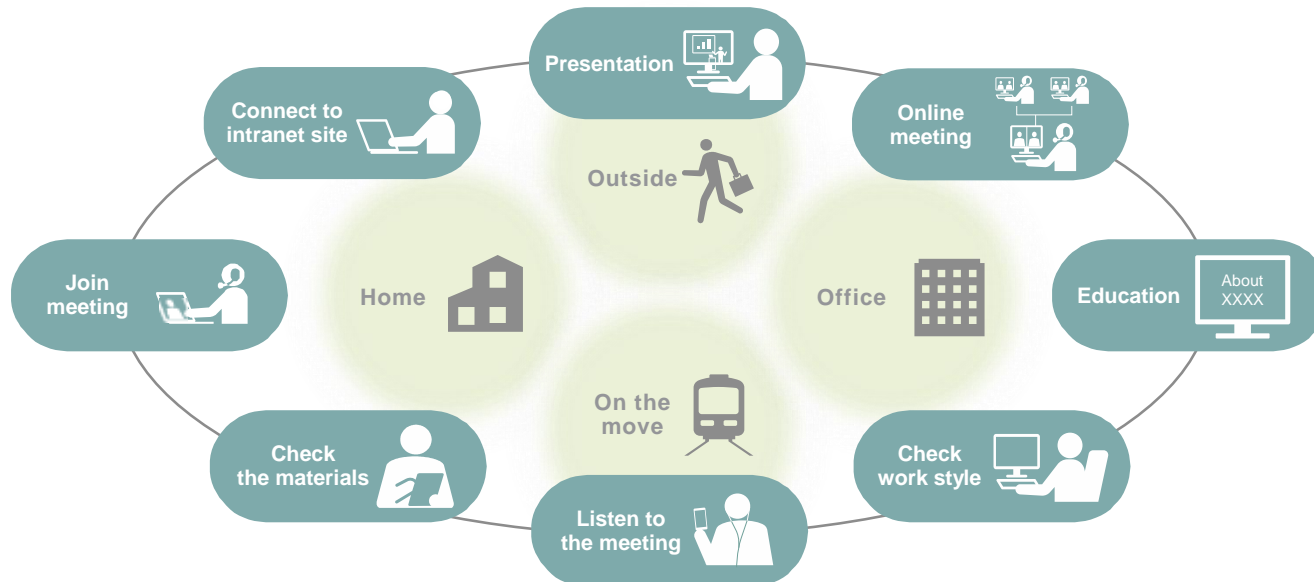 Presentation
Connect to
intranet site
Online
meeting
Outside
Join
meeting
Home
Office
Education
About
XXXX
On the
move
Check
the materials
Check
work style
Listen to
the meeting